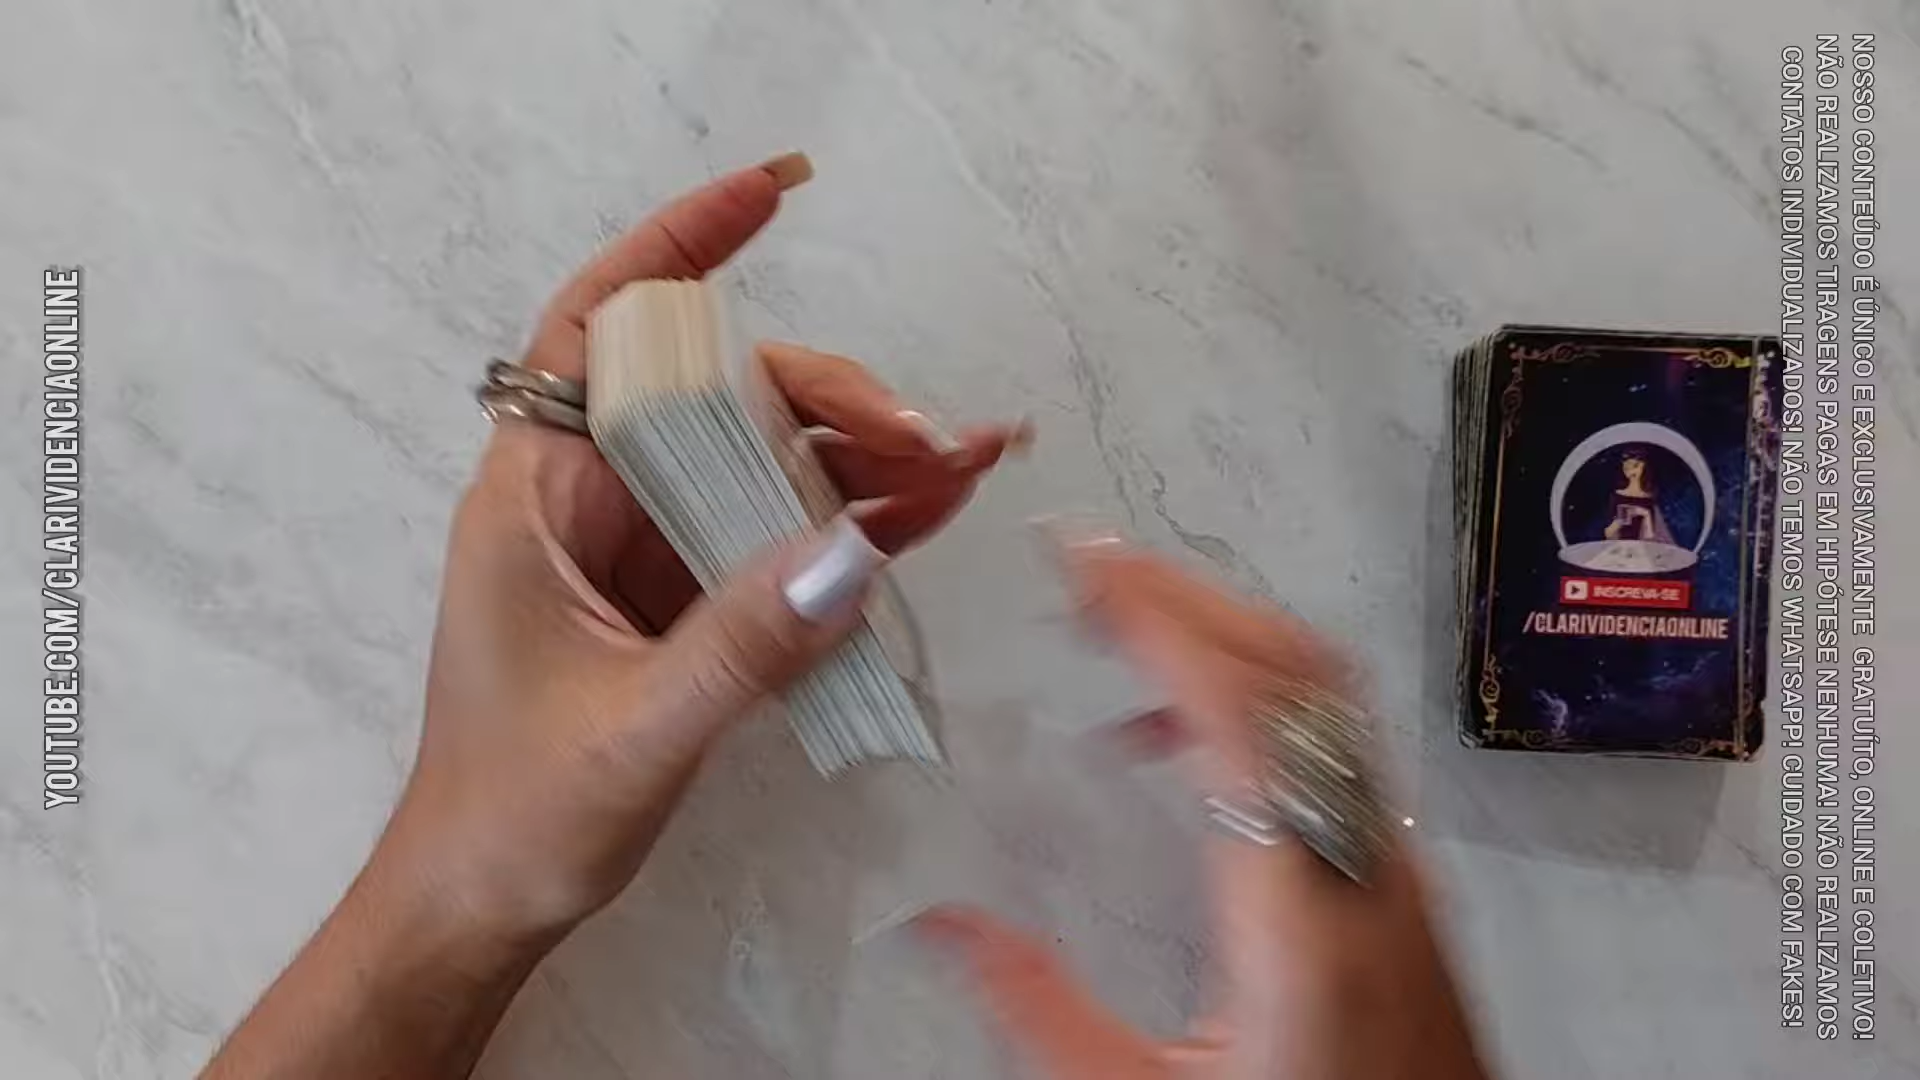 YOUTUBE.COM/CLARIVIDENCIAONLINE
INSCREVA-SE
/CLARIVIDENCIAONLINE
NOSSO CONTEÚDO É ÚNICO E EXCLUSIVAMENTE GRATUÍTO, ONLINE E COLETIVO!
NÃO REALIZAMOS TIRAGENS PAGAS EM HIPÓTESE NENHUMA! NÃO REALIZAMOS
CONTATOS INDIVIDUALIZADOS! NÃO TEMOS WHATSAPP! CUIDADO COM FAKES!